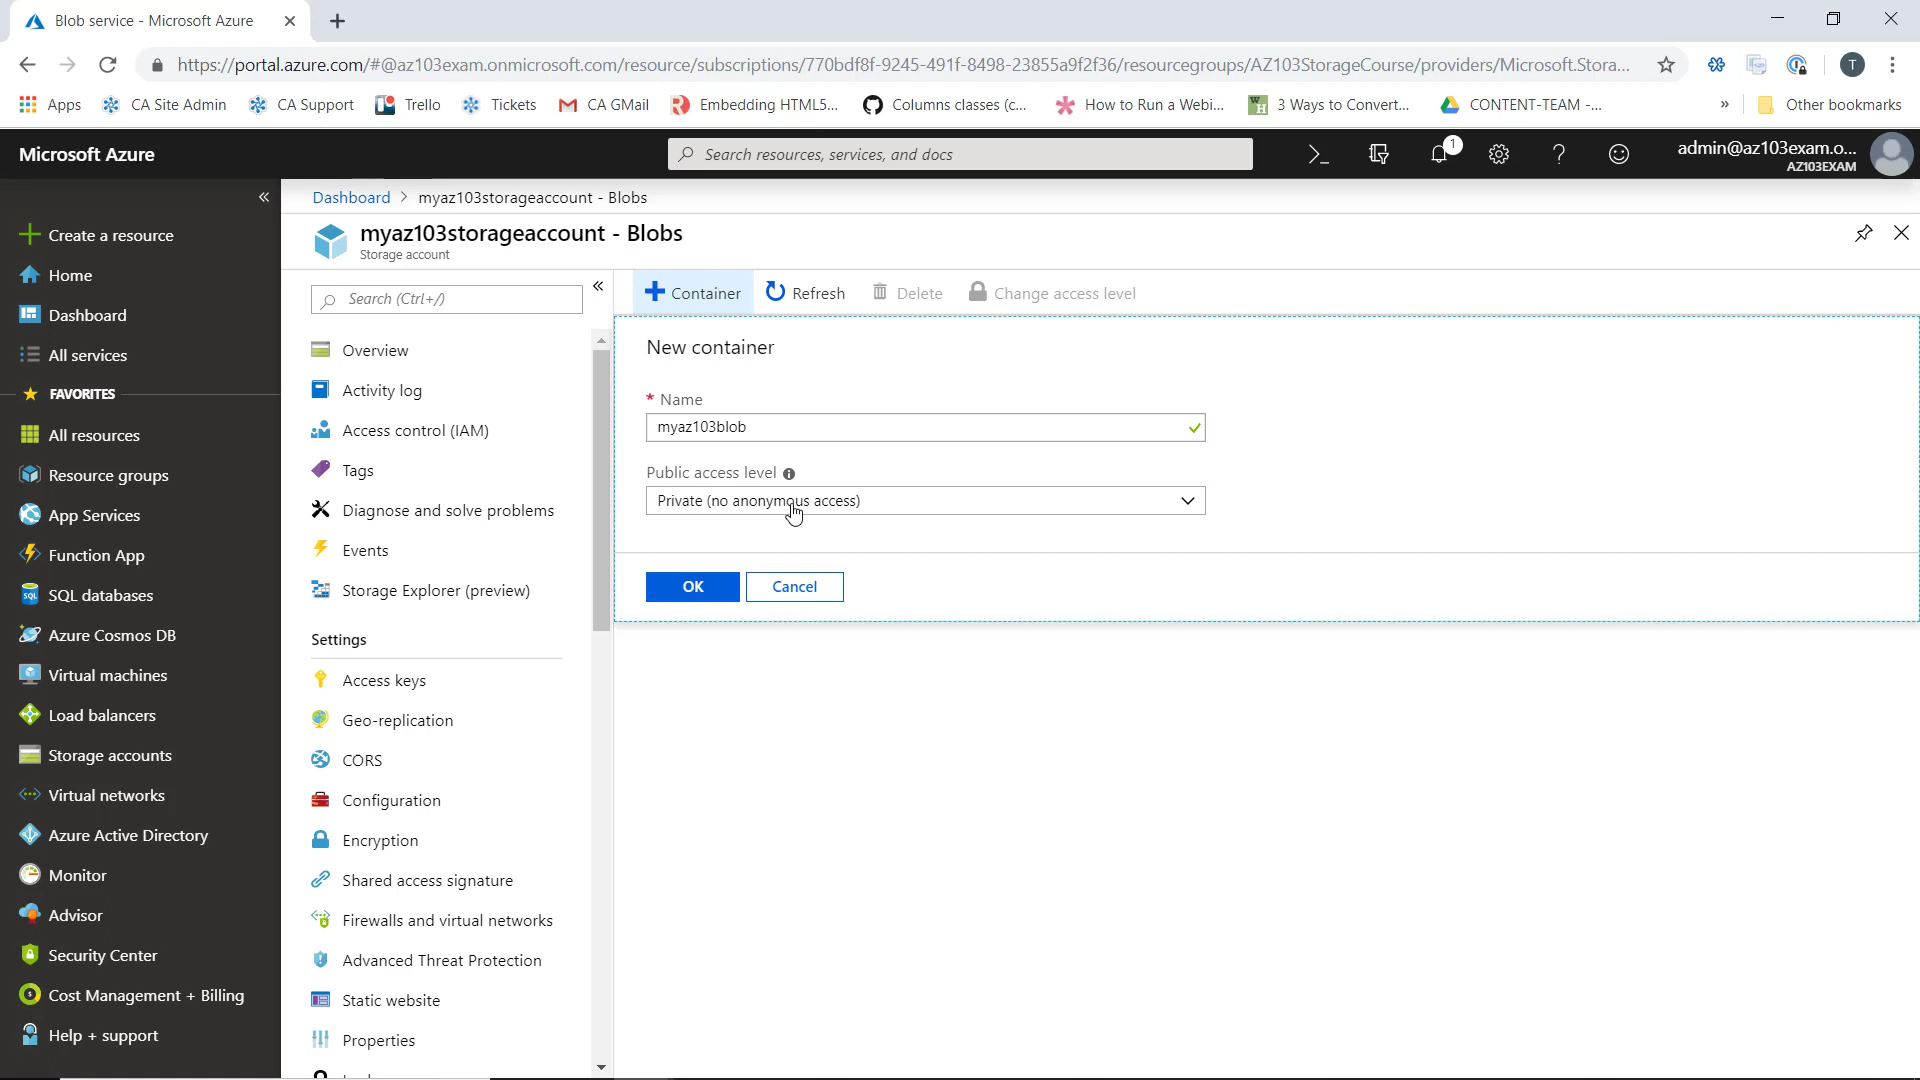 Blob service - Microsoft Azure
https://portal.azure.com/#@az103exam.onmicrosoft.com/resource/subscriptions/770bdf8f-9245-491f-8498-23855a9f2f36/resourcegroups/AZ103StorageCourse/providers/Microsoft.Stora...
T
Apps CA Site Admin CA Support Trello Tickets CA GMail Embedding HTML5... Columns classes (c... How to Run a Webi... 3 Ways to Convert... CONTENT-TEAM -... » Other bookmarks
Microsoft Azure
Search resources, services, and docs
1
admin@az103exam.o...
AZ103EXAM
Create a resource
Home
Dashboard
All services
FAVORITES
All resources
Resource groups
App Services
Function App
SQL databases
Azure Cosmos DB
Virtual machines
Load balancers
Storage accounts
Virtual networks
Azure Active Directory
Monitor
Advisor
Security Center
Cost Management + Billing
Help + support
Dashboard > myaz103storageaccount - Blobs
myaz103storageaccount - Blobs
Storage account
Search (Ctrl+/)
Overview
Activity log
Access control (IAM)
Tags
Diagnose and solve problems
Events
Storage Explorer (preview)
Settings
Access keys
Geo-replication
CORS
Configuration
Encryption
Shared access signature
Firewalls and virtual networks
Advanced Threat Protection
Static website
Properties
Container Refresh Delete Change access level
New container
* Name
myaz103blob
Public access level
Private (no anonymous access)
OK Cancel